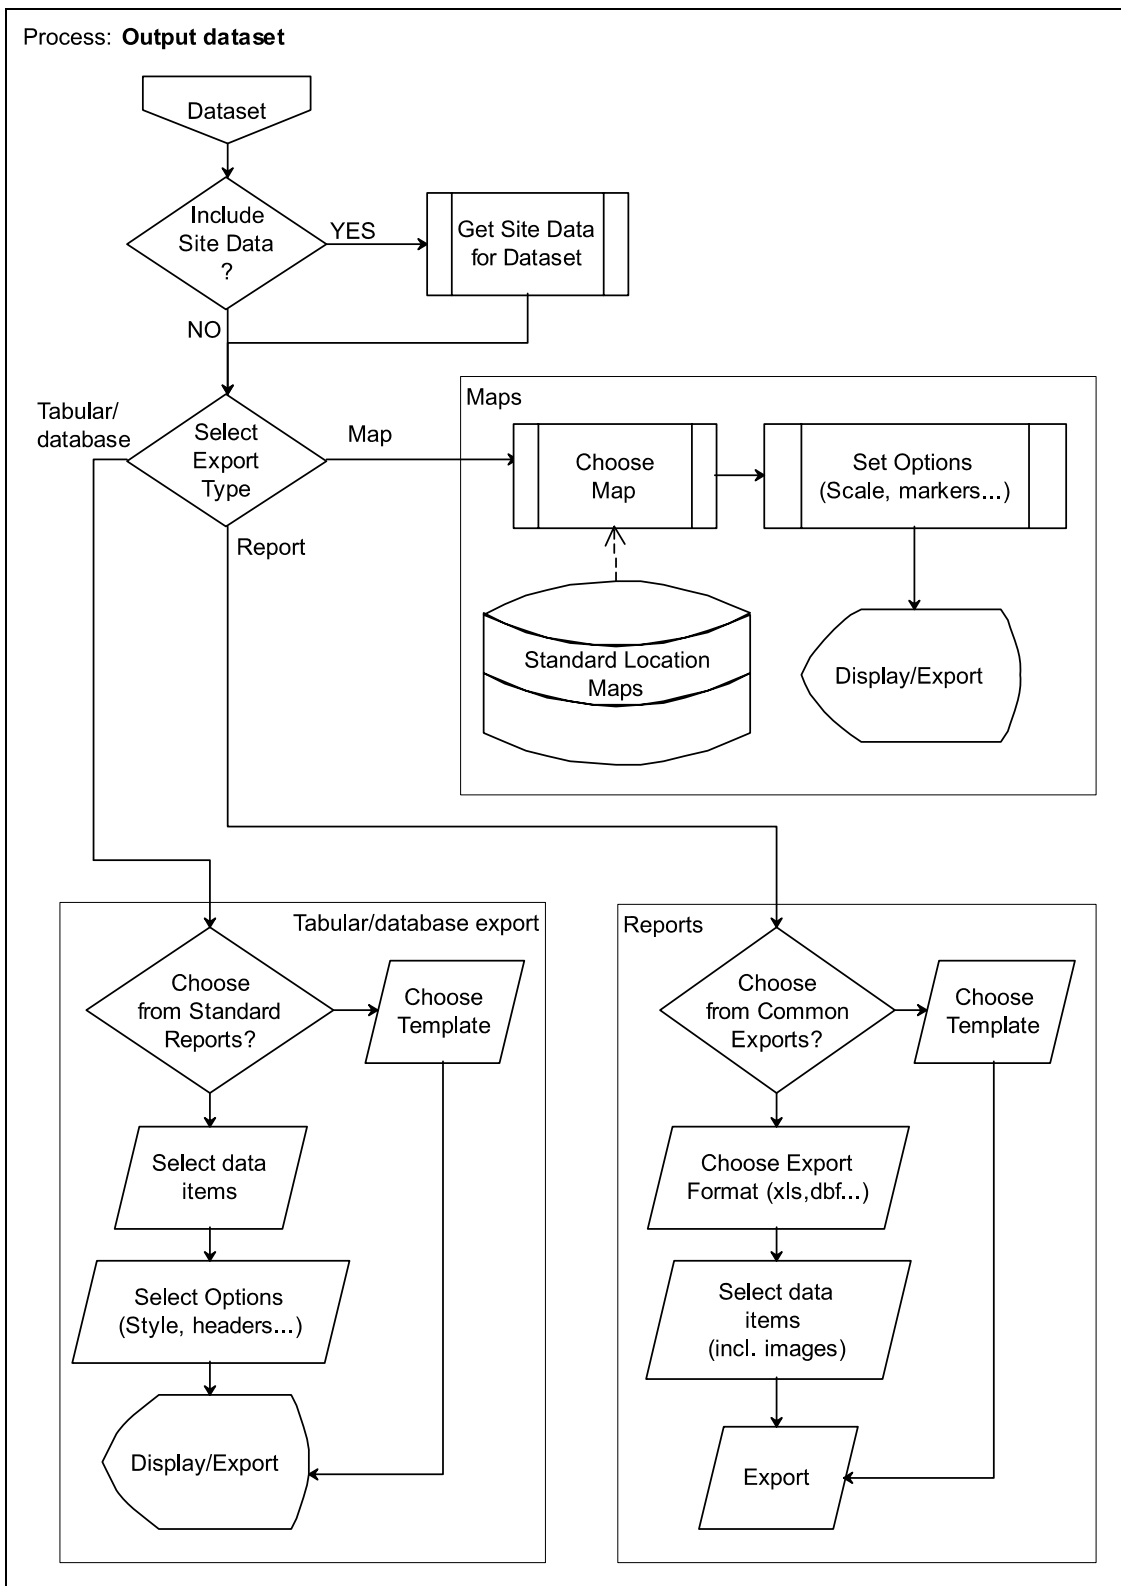 Process: Output dataset
Dataset
Include
Site Data
?
YES
Get Site Data
for Dataset
NO
Tabular/
database
Select
Export
Type
Map
Report
Maps
Choose
Map
Set Options
(Scale, markers...)
Standard Location
Maps
Display/Export
Tabular/database export
Choose
from Standard
Reports?
Choose
Template
Select data
items
Select Options
(Style, headers...)
Display/Export
Reports
Choose
from Common
Exports?
Choose
Template
Choose Export
Format (xls,dbf...)
Select data
items
(incl. images)
Export